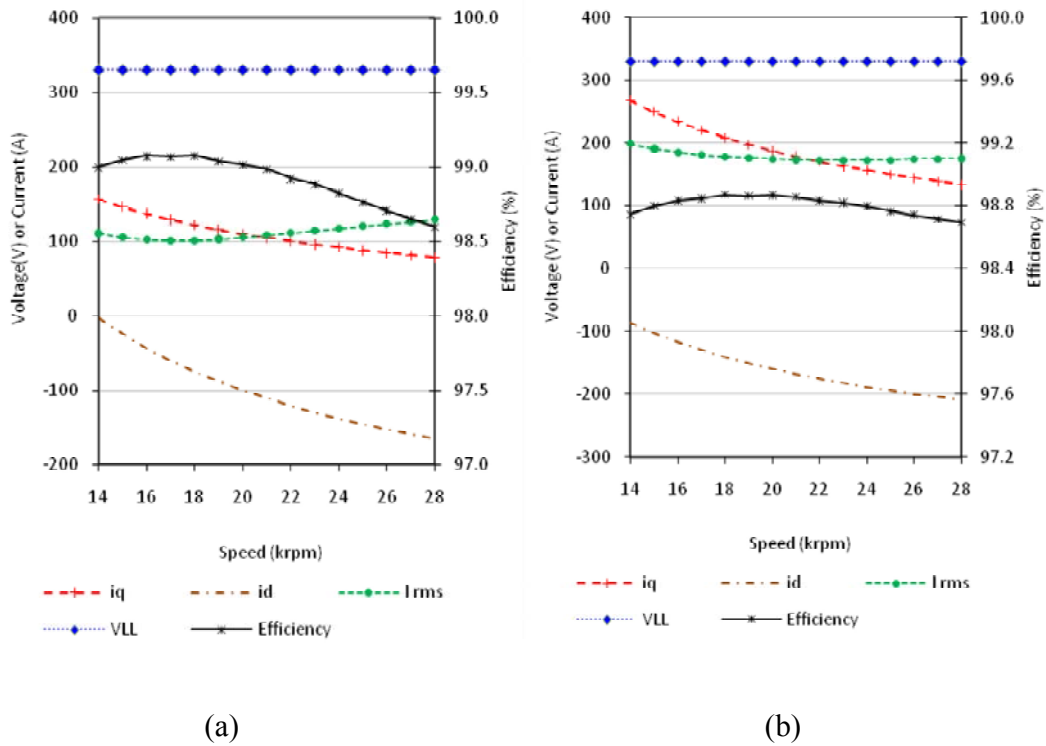 400
300
200
100
0
-100
-200
Voltage(V) or Current (A)
100.0
99.5
99.0
98.5
98.0
97.5
97.0
Efficiency (%)
14 16 18 20 22 24 26 28
Speed (krpm)
iq id I rms
VLL Efficiency
(a)
400
300
200
100
0
-100
-200
-300
Voltage (V) or Current (A)
100.0
99.6
99.2
98.8
98.4
98.0
97.6
97.2
Efficiency (%)
14 16 18 20 22 24 26 28
Speed (krpm)
iq id I rms
VLL Efficiency
(b)